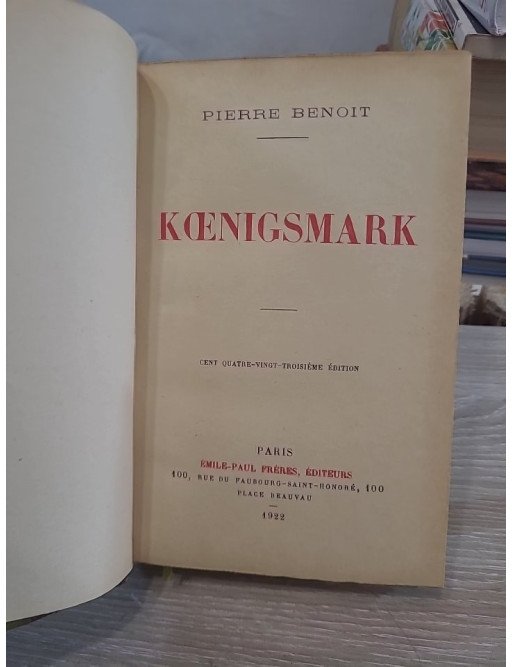 PIERRE BENOIT
KŒNIGSMARK
CENT QUATRE-VINGT-TROISIÈME ÉDITION
PARIS
ÉMILE-PAUL FRÈRES, ÉDITEURS
100, RUE DU FAUBOURG-SAINT-HONORÉ, 100
PLACE BEAUVAU
1922